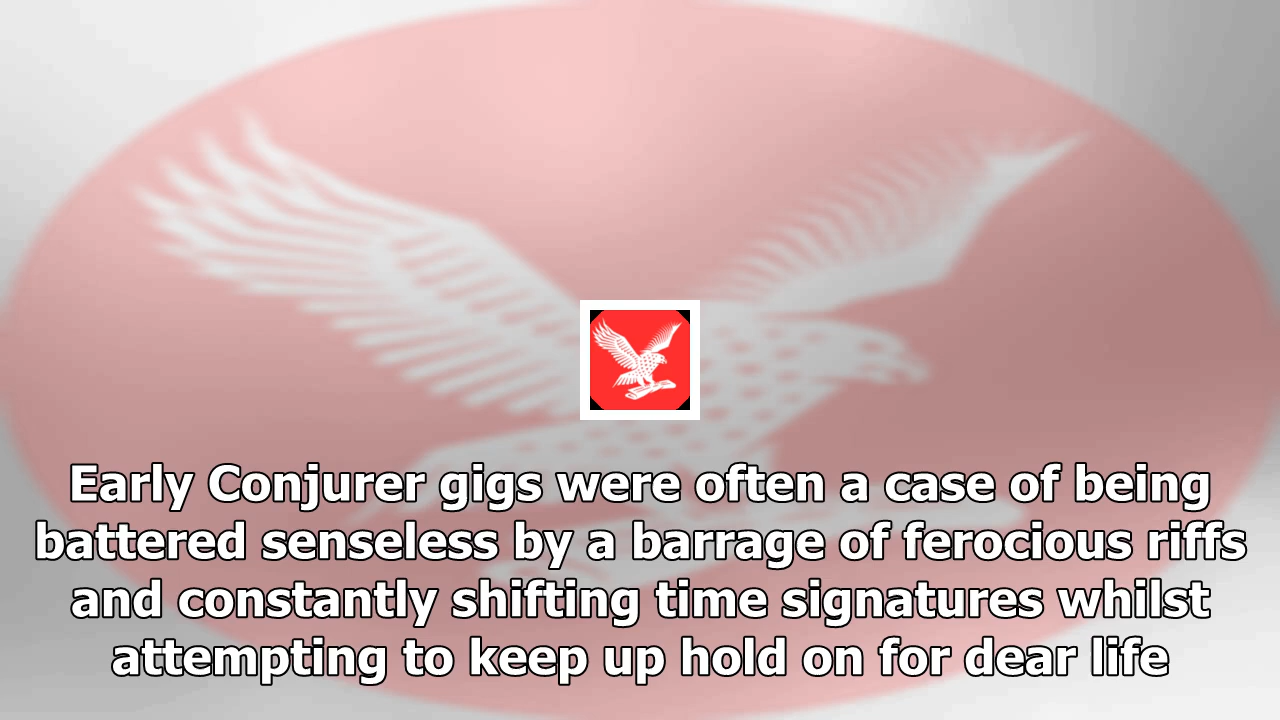 Early Conjurer gigs were often a case of being
battered senseless by a barrage of ferocious riffs
and constantly shifting time signatures whilst
attempting to keep up hold on for dear life